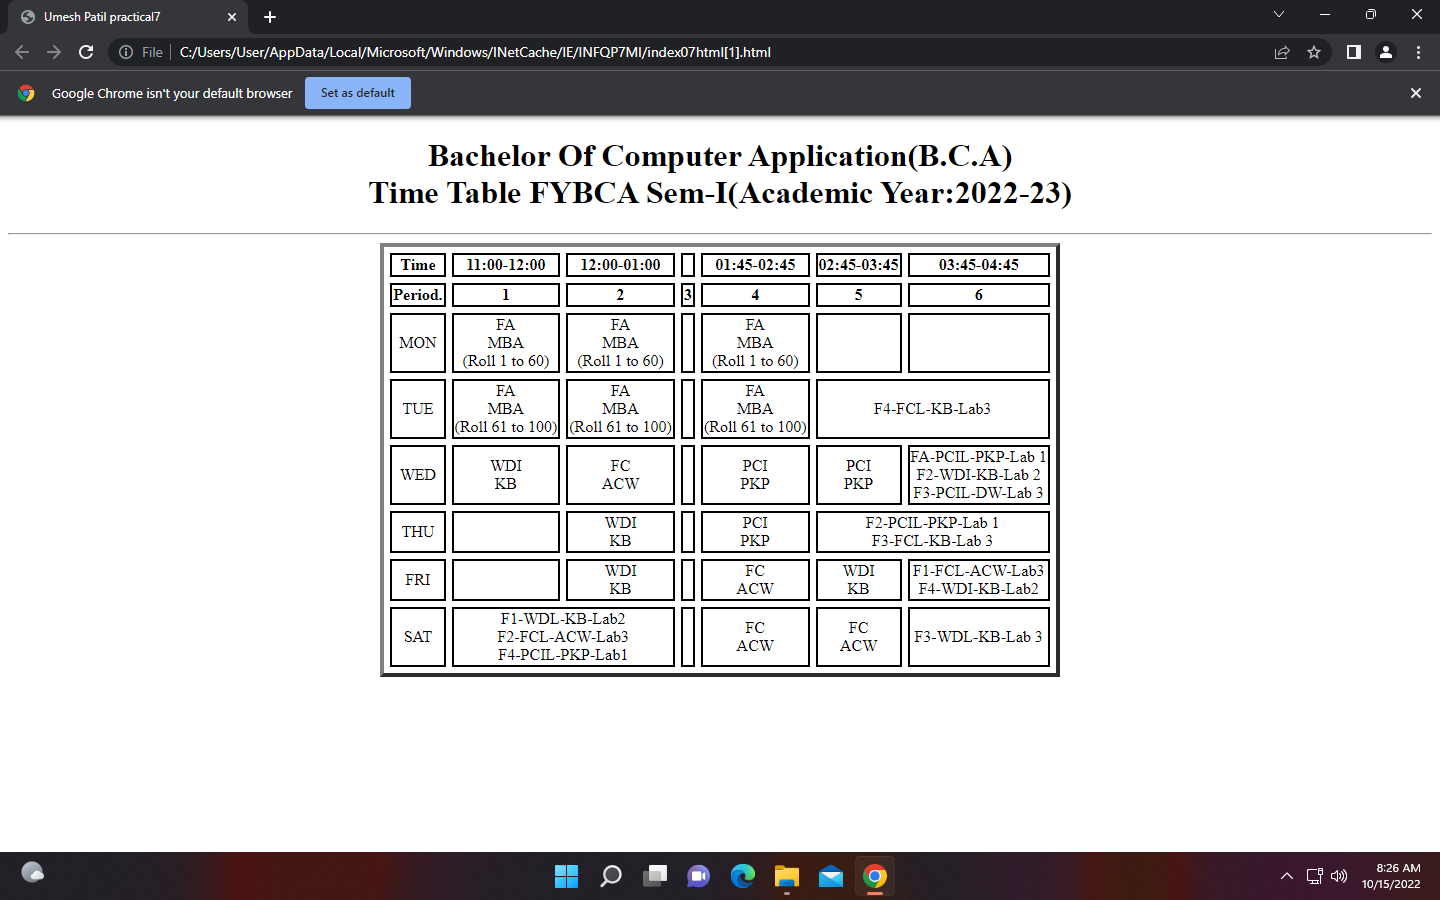 Umesh Patil practical7
File
C:/Users/User/AppData/Local/Microsoft/Windows/INetCache/IE/INFQP7MI/index07html[1].html
Google Chrome isn't your default browser
Set as default
Bachelor Of Computer Application(B.C.A)
Time Table FYBCA Sem-I(Academic Year:2022-23)
Time 11:00-12:00 12:00-01:00 01:45-02:45 02:45-03:45 03:45-04:45
Period. 1 2 3 4 5 6
MON
FA
MBA
(Roll 1 to 60)
FA
MBA
(Roll 1 to 60)
FA
MBA
(Roll 1 to 60)
TUE
FA
MBA
(Roll 61 to 100)
FA
MBA
(Roll 61 to 100)
FA
MBA
(Roll 61 to 100)
F4-FCL-KB-Lab3
WED
WDI
KB
FC
ACW
PCI
PKP
PCI
PKP
FA-PCIL-PKP-Lab 1
F2-WDI-KB-Lab 2
F3-PCIL-DW-Lab 3
THU
WDI
KB
PCI
PKP
F2-PCIL-PKP-Lab 1
F3-FCL-KB-Lab 3
FRI
WDI
KB
FC
ACW
WDI
KB
F1-FCL-ACW-Lab3
F4-WDI-KB-Lab2
SAT
F1-WDL-KB-Lab2
F2-FCL-ACW-Lab3
F4-PCIL-PKP-Lab1
FC
ACW
FC
ACW
F3-WDL-KB-Lab 3
8:26 AM
10/15/2022